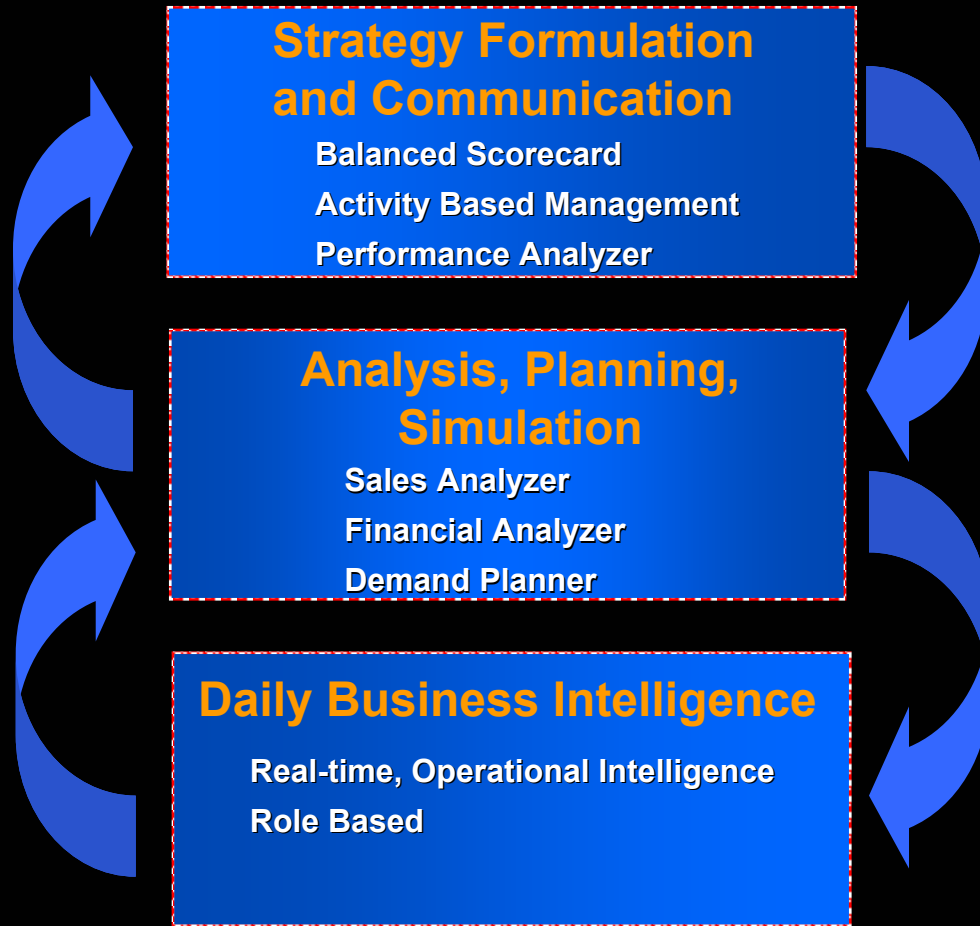 Strategy Formulation
and Communication
Balanced Scorecard
Activity Based Management
Performance Analyzer
Analysis, Planning,
Simulation
Sales Analyzer
Financial Analyzer
Demand Planner
Daily Business Intelligence
Real-time, Operational Intelligence
Role Based